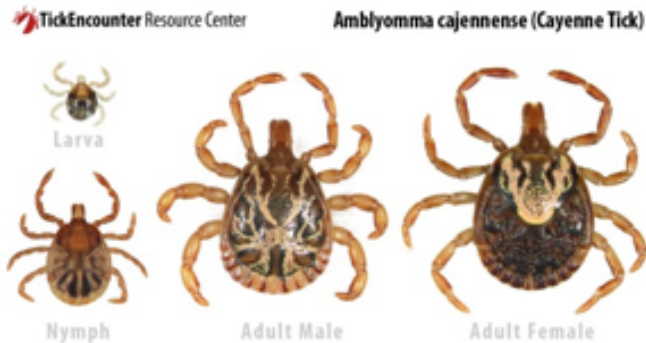 TickEncounter Resource Center
Amblyomma cajennense (Cayenne Tick)
Larva
Nymph
Adult Male
Adult Female